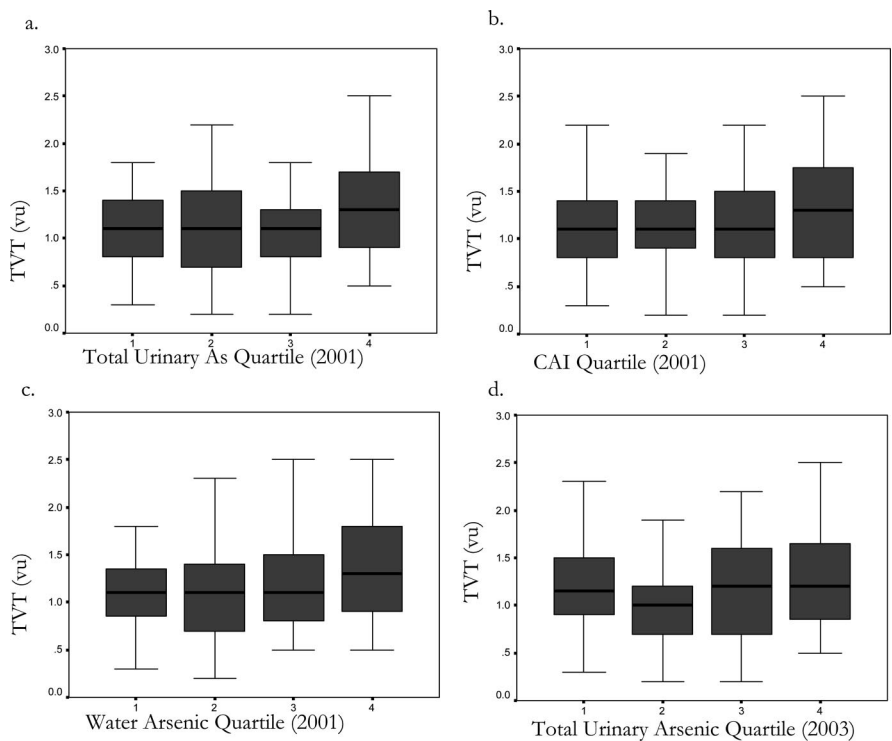 a.
3.0
2.5
2.0
1.5
1.0
.5
0.0
TVT (vu)
1 2 3 4
Total Urinary As Quartile (2001)
b.
3.0
2.5
2.0
1.5
1.0
.5
0.0
TVT (vu)
1 2 3 4
CAI Quartile (2001)
c.
3.0
2.5
2.0
1.5
1.0
.5
0.0
TVT (vu)
1 2 3 4
Water Arsenic Quartile (2001)
d.
3.0
2.5
2.0
1.5
1.0
.5
0.0
TVT (vu)
1 2 3 4
Total Urinary Arsenic Quartile (2003)